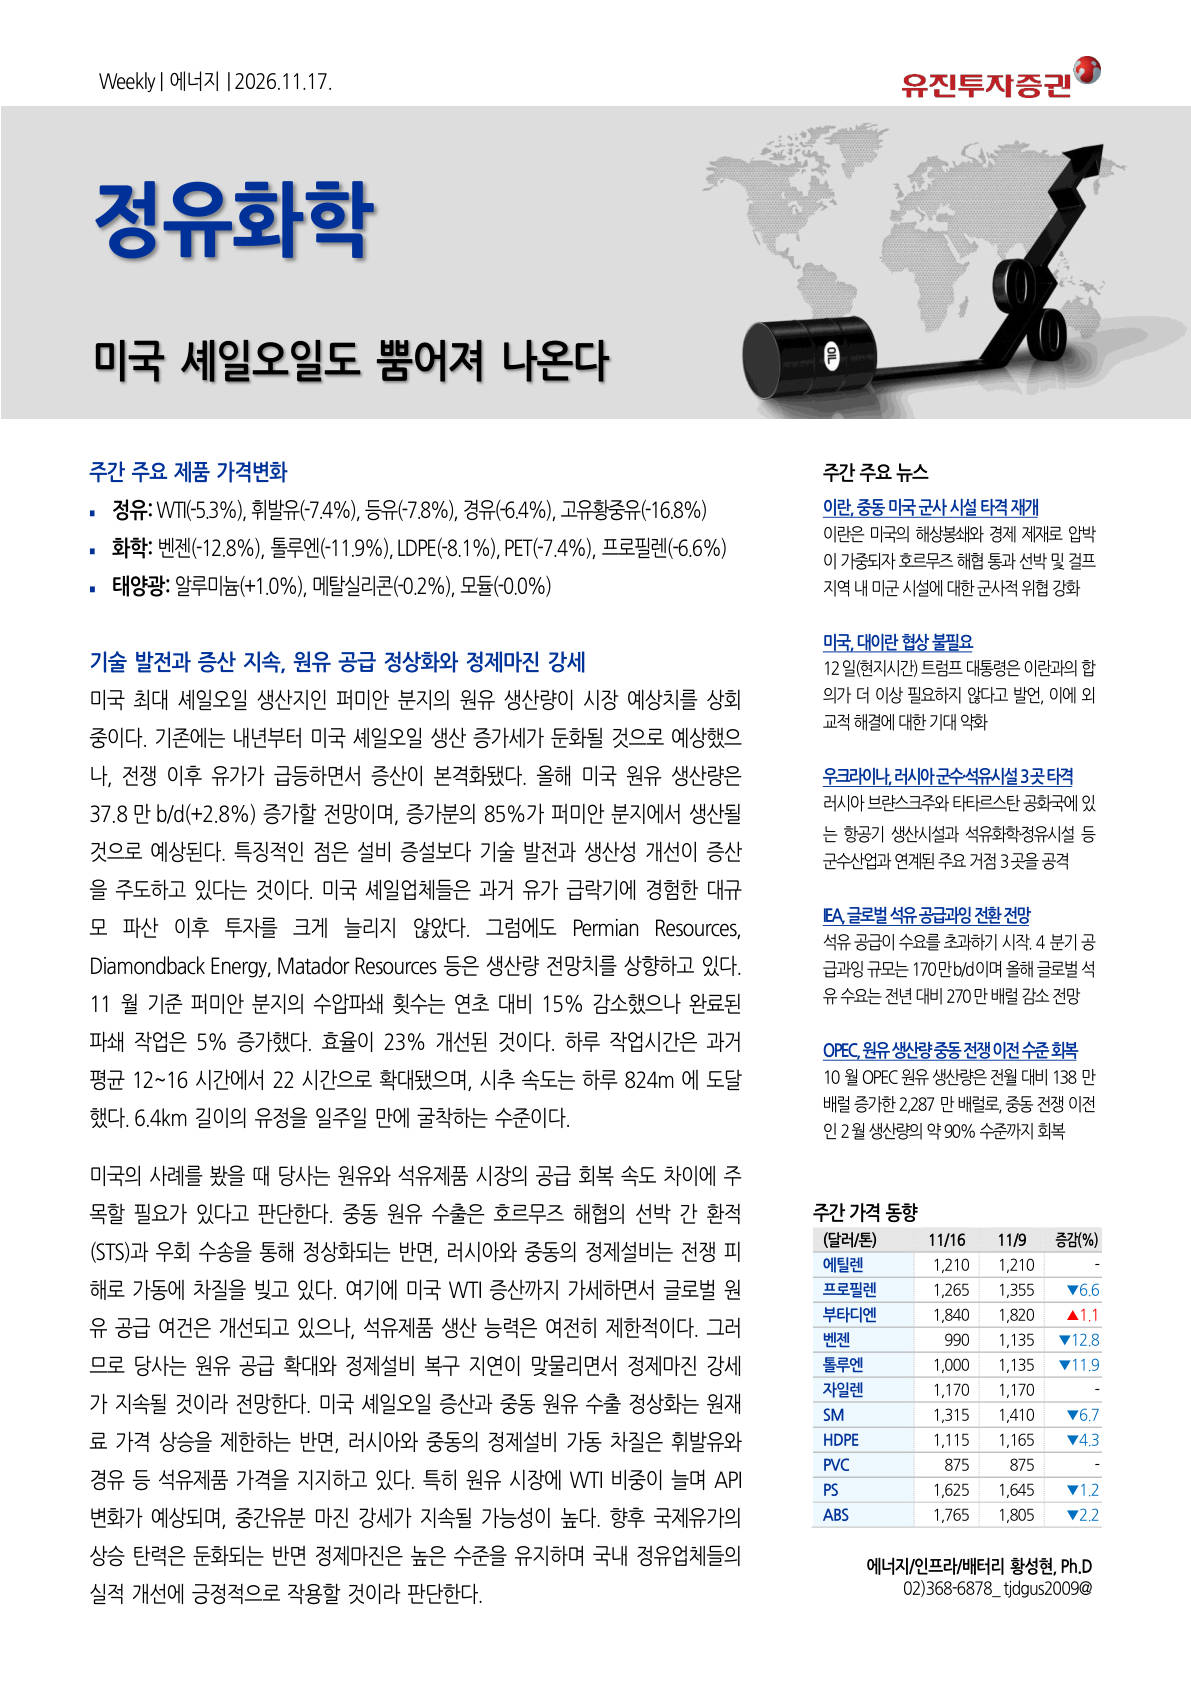 Weekly | 에너지 | 2026.11.17.
유진투자증권
정유화학
미국 셰일오일도 뿜어져 나온다
OIL
주간 주요 제품 가격변화
▪ 정유: WTI(-5.3%), 휘발유(-7.4%), 등유(-7.8%), 경유(-6.4%), 고유황중유(-16.8%)
▪ 화학: 벤젠(-12.8%), 톨루엔(-11.9%), LDPE(-8.1%), PET(-7.4%), 프로필렌(-6.6%)
▪ 태양광: 알루미늄(+1.0%), 메탈실리콘(-0.2%), 모듈(-0.0%)
기술 발전과 증산 지속, 원유 공급 정상화와 정제마진 강세
미국 최대 셰일오일 생산지인 퍼미안 분지의 원유 생산량이 시장 예상치를 상회
중이다. 기존에는 내년부터 미국 셰일오일 생산 증가세가 둔화될 것으로 예상했으
나, 전쟁 이후 유가가 급등하면서 증산이 본격화됐다. 올해 미국 원유 생산량은
37.8만 b/d(+2.8%) 증가할 전망이며, 증가분의 85%가 퍼미안 분지에서 생산될
것으로 예상된다. 특징적인 점은 설비 증설보다 기술 발전과 생산성 개선이 증산
을 주도하고 있다는 것이다. 미국 셰일업체들은 과거 유가 급락기에 경험한 대규
모 파산 이후 투자를 크게 늘리지 않았다. 그럼에도 Permian Resources,
Diamondback Energy, Matador Resources 등은 생산량 전망치를 상향하고 있다.
11 월 기준 퍼미안 분지의 수압파쇄 횟수는 연초 대비 15% 감소했으나 완료된
파쇄 작업은 5% 증가했다. 효율이 23% 개선된 것이다. 하루 작업시간은 과거
평균 12~16 시간에서 22 시간으로 확대됐으며, 시추 속도는 하루 824m 에 도달
했다. 6.4km 길이의 유정을 일주일 만에 굴착하는 수준이다.
미국의 사례를 봤을 때 당사는 원유와 석유제품 시장의 공급 회복 속도 차이에 주
목할 필요가 있다고 판단한다. 중동 원유 수출은 호르무즈 해협의 선박 간 환적
(STS)과 우회 수송을 통해 정상화되는 반면, 러시아와 중동의 정제설비는 전쟁 피
해로 가동에 차질을 빚고 있다. 여기에 미국 WTI 증산까지 가세하면서 글로벌 원
유 공급 여건은 개선되고 있으나, 석유제품 생산 능력은 여전히 제한적이다. 그러
므로 당사는 원유 공급 확대와 정제설비 복구 지연이 맞물리면서 정제마진 강세
가 지속될 것이라 전망한다. 미국 셰일오일 증산과 중동 원유 수출 정상화는 원재
료 가격 상승을 제한하는 반면, 러시아와 중동의 정제설비 가동 차질은 휘발유와
경유 등 석유제품 가격을 지지하고 있다. 특히 원유 시장에 WTI 비중이 늘며 API
변화가 예상되며, 중간유분 마진 강세가 지속될 가능성이 높다. 향후 국제유가의
상승 탄력은 둔화되는 반면 정제마진은 높은 수준을 유지하며 국내 정유업체들의
실적 개선에 긍정적으로 작용할 것이라 판단한다.
주간 주요 뉴스
이란, 중동 미국 군사 시설 타격 재개
이란은 미국의 해상봉쇄와 경제 제재로 압박
이 가중되자 호르무즈 해협 통과 선박 및 걸프
지역 내 미군 시설에 대한 군사적 위협 강화
미국, 대이란 협상 불필요
12 일(현지시간) 트럼프 대통령은 이란과의 합
의가 더 이상 필요하지 않다고 발언, 이에 외
교적 해결에 대한 기대 약화
우크라이나, 러시아 군수·석유시설 3곳 타격
러시아 브랸스크주와 타타르스탄 공화국에 있
는 항공기 생산시설과 석유화학·정유시설 등
군수산업과 연계된 주요 거점 3곳을 공격
IEA, 글로벌 석유 공급과잉 전환 전망
석유 공급이 수요를 초과하기 시작. 4 분기 공
급과잉 규모는 170만b/d이며 올해 글로벌 석
유 수요는 전년 대비 270만 배럴 감소 전망
OPEC, 원유 생산량 중동 전쟁 이전 수준 회복
10 월 OPEC 원유 생산량은 전월 대비 138 만
배럴 증가한 2,287 만 배럴로, 중동 전쟁 이전
인 2월 생산량의 약 90% 수준까지 회복
주간 가격 동향
(달러/톤) 11/16 11/9 증감(%)
에틸렌 1,210 1,210 -
프로필렌 1,265 1,355 ▼6.6
부타디엔 1,840 1,820 ▲1.1
벤젠 990 1,135 ▼12.8
톨루엔 1,000 1,135 ▼11.9
자일렌 1,170 1,170 -
SM 1,315 1,410 ▼6.7
HDPE 1,115 1,165 ▼4.3
PVC 875 875 -
PS 1,625 1,645 ▼1.2
ABS 1,765 1,805 ▼2.2
에너지/인프라/배터리 황성현, Ph.D
02)368-6878_ tjdgus2009@